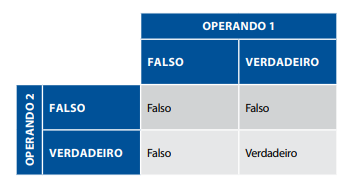 OPERANDO 1
FALSO VERDADEIRO
OPERANDO 2
FALSO Falso Falso
VERDADEIRO Falso Verdadeiro